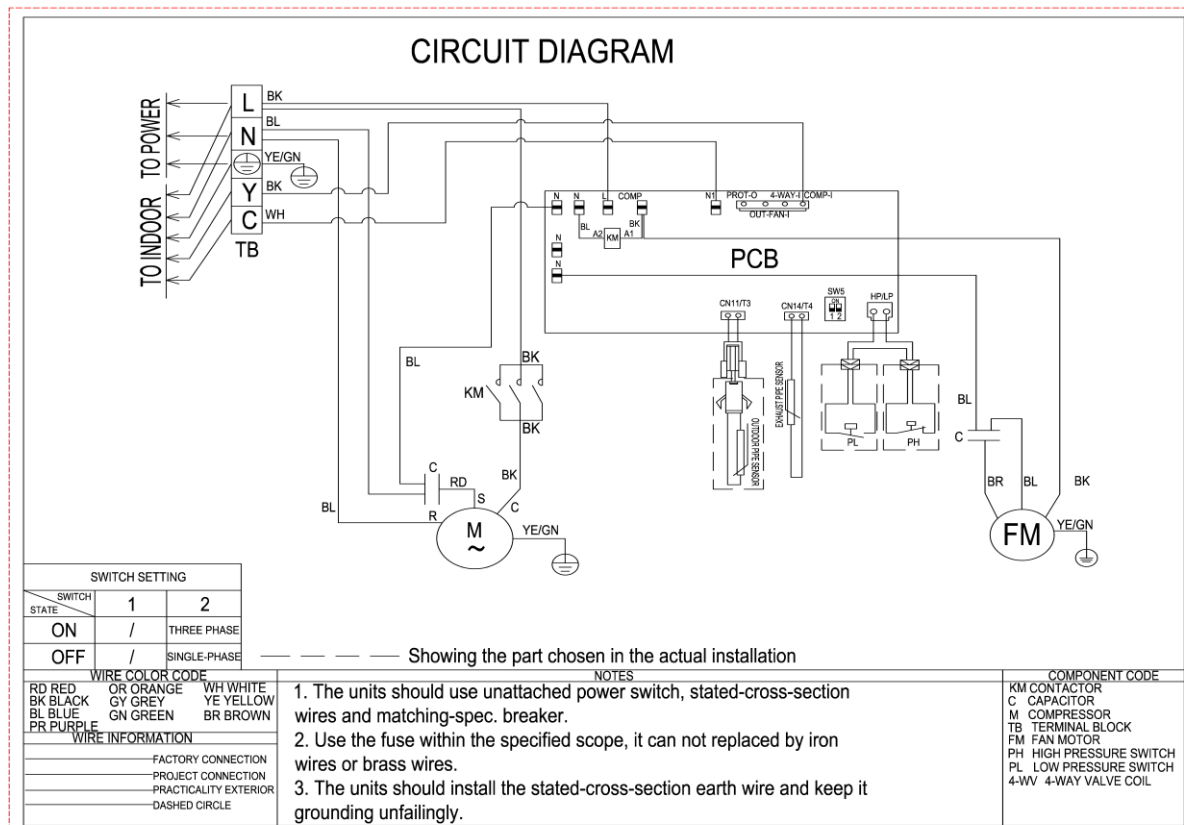 CIRCUIT DIAGRAM
TO POWER
TO INDOOR
L
N
Y
C
TB
BK
BL
YE/GN
BK
WH
N
N
L
COMP
N1
PROT-O
4-WAY-I
COMP-I
OUT-FAN-I
BL
A2
KM
A1
BK
N
N
PCB
CN11/T3
CN14/T4
SW5
ON
1 2
HP/LP
OUTDOOR PIPE SENSOR
EXHAUST PIPE SENSOR
PL
PH
BL
BK
KM
BK
BK
C
RD
S
C
R
BL
M
~
YE/GN
BL
C
BR
BL
BK
FM
YE/GN
SWITCH SETTING
SWITCH
STATE
1
2
ON
/
THREE PHASE
OFF
/
SINGLE-PHASE
Showing the part chosen in the actual installation
WIRE COLOR CODE
RD RED OR ORANGE WH WHITE
BK BLACK GY GREY YE YELLOW
BL BLUE GN GREEN BR BROWN
PR PURPLE
WIRE INFORMATION
FACTORY CONNECTION
PROJECT CONNECTION
PRACTICALITY EXTERIOR
DASHED CIRCLE
NOTES
1. The units should use unattached power switch, stated-cross-section
wires and matching-spec. breaker.
2. Use the fuse within the specified scope, it can not replaced by iron
wires or brass wires.
3. The units should install the stated-cross-section earth wire and keep it
grounding unfailingly.
COMPONENT CODE
KM CONTACTOR
C CAPACITOR
M COMPRESSOR
TB TERMINAL BLOCK
FM FAN MOTOR
PH HIGH PRESSURE SWITCH
PL LOW PRESSURE SWITCH
4-WV 4-WAY VALVE COIL